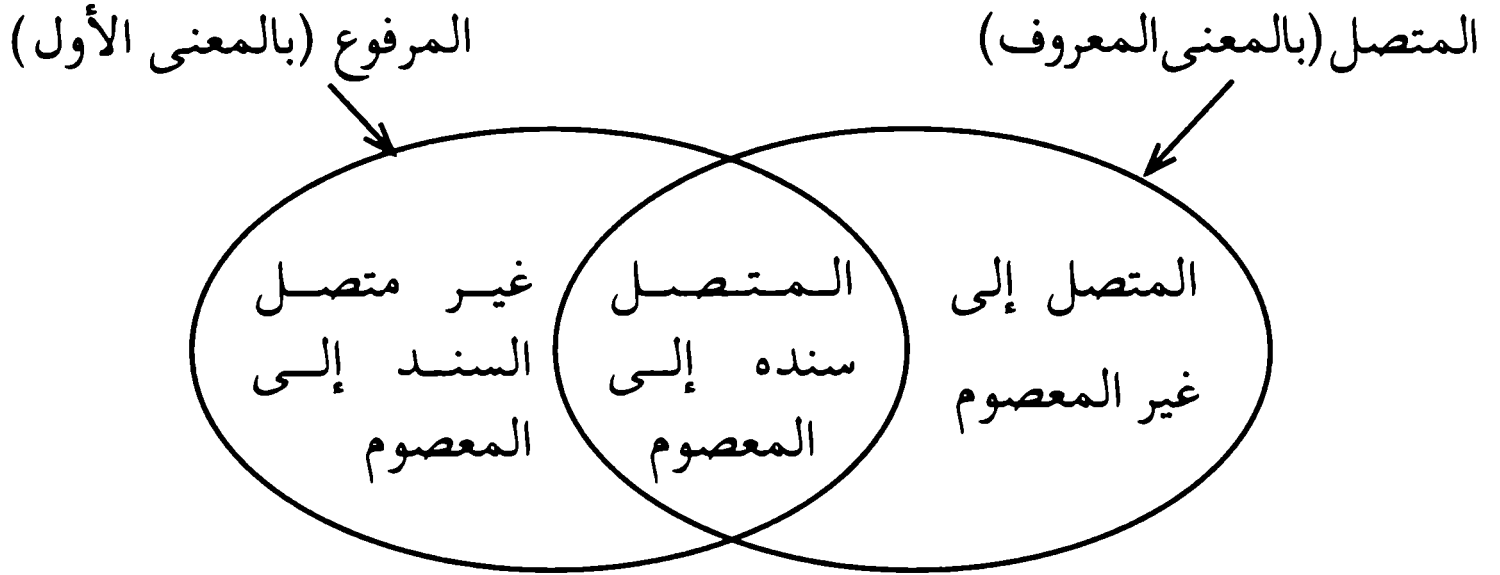 المتصل (بالمعنى المعروف)
المرفوع (بالمعنى الأول)
المتصل إلى
غير المعصوم
المتصل
سنده إلى
المعصوم
غير متصل
السند إلى
المعصوم